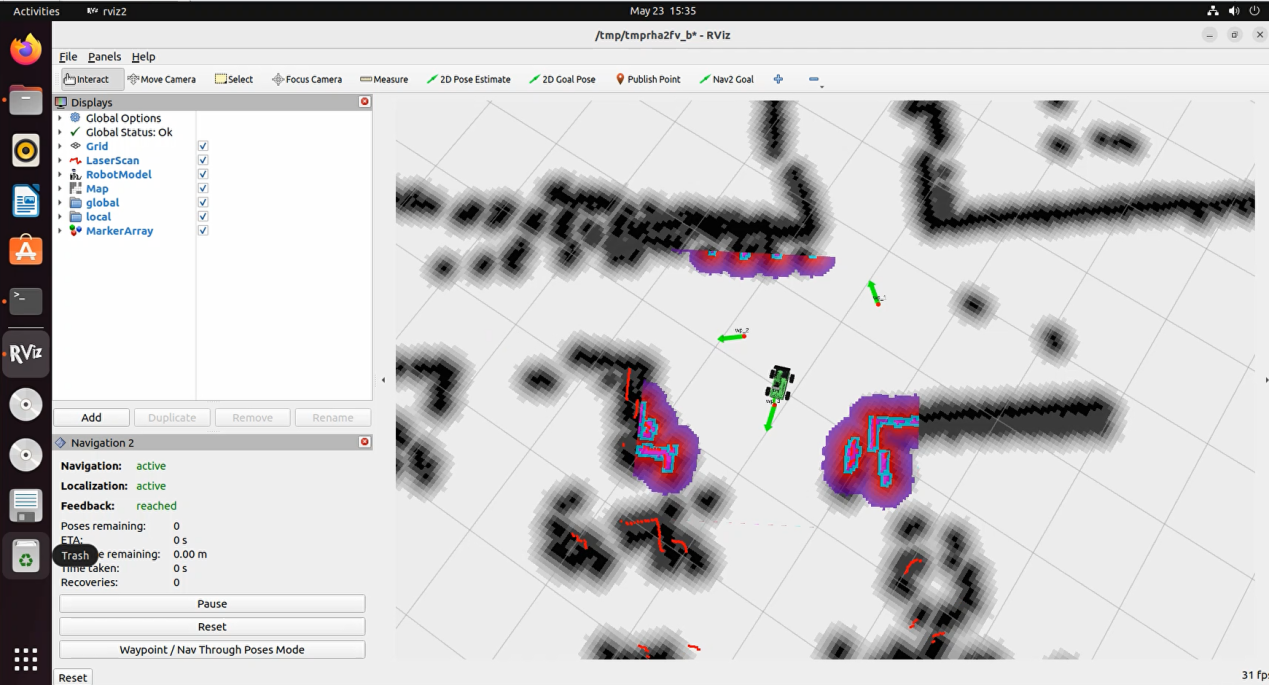 Activities rviz2 May 23 15:35
/tmp/tmprha2fv_b* - RViz
File Panels Help
Interact Move Camera Select Focus Camera Measure 2D Pose Estimate 2D Goal Pose Publish Point Nav2 Goal
Displays
Global Options
Global Status: Ok
Grid
LaserScan
RobotModel
Map
global
local
MarkerArray
Add Duplicate Remove Rename
Navigation 2
Navigation: active
Localization: active
Feedback: reached
Poses remaining: 0
ETA: 0 s
remaining: 0.00 m
Trash
Time taken: 0 s
Recoveries: 0
Pause
Reset
Waypoint / Nav Through Poses Mode
Reset
31 fps
RViz
wp_1
wp_2